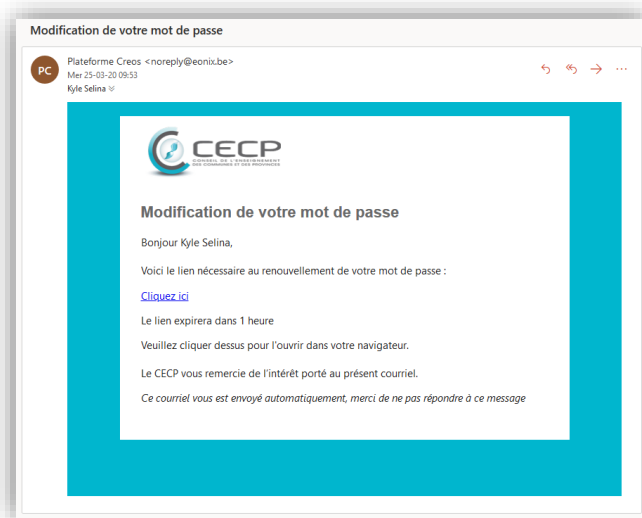 Modification de votre mot de passe
PC
Plateforme Creos <noreply@eonix.be>
Mer 25-03-20 09:53
Kyle Selina
CECP
CONSEIL DE L'ENSEIGNEMENT
DES COMMUNES ET DES PROVINCES
Modification de votre mot de passe
Bonjour Kyle Selina,
Voici le lien nécessaire au renouvellement de votre mot de passe :
Cliquez ici
Le lien expirera dans 1 heure
Veuillez cliquer dessus pour l'ouvrir dans votre navigateur.
Le CECP vous remercie de l'intérêt porté au présent courriel.
Ce courriel vous est envoyé automatiquement, merci de ne pas répondre à ce message